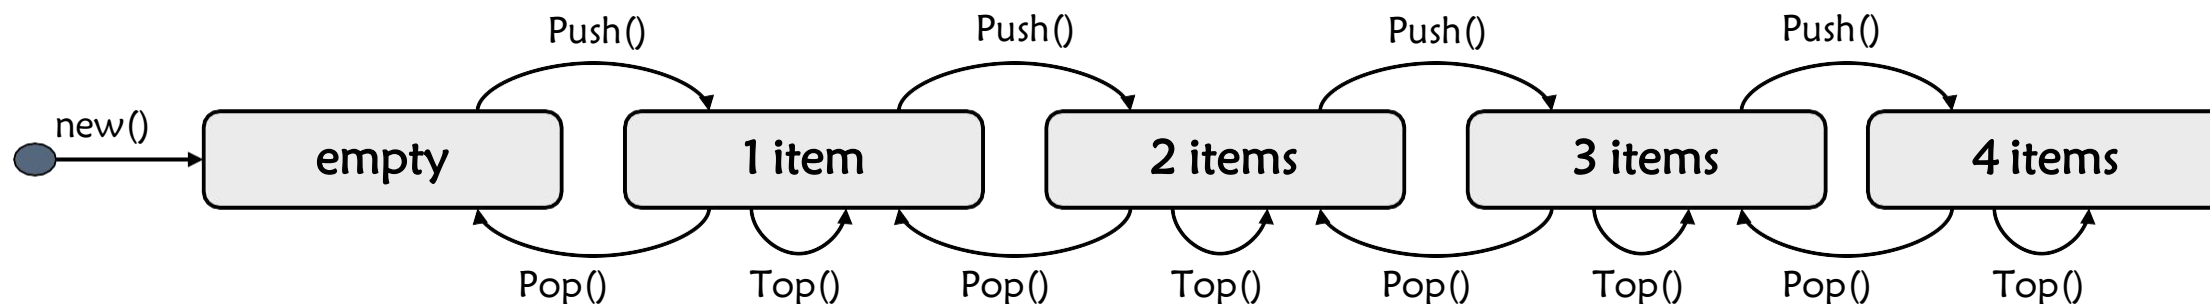 Push()
Push()
Push()
Push()
new()
empty
1 item
2 items
3 items
4 items
Pop()
Top()
Pop()
Top()
Pop()
Top()
Pop()
Top()